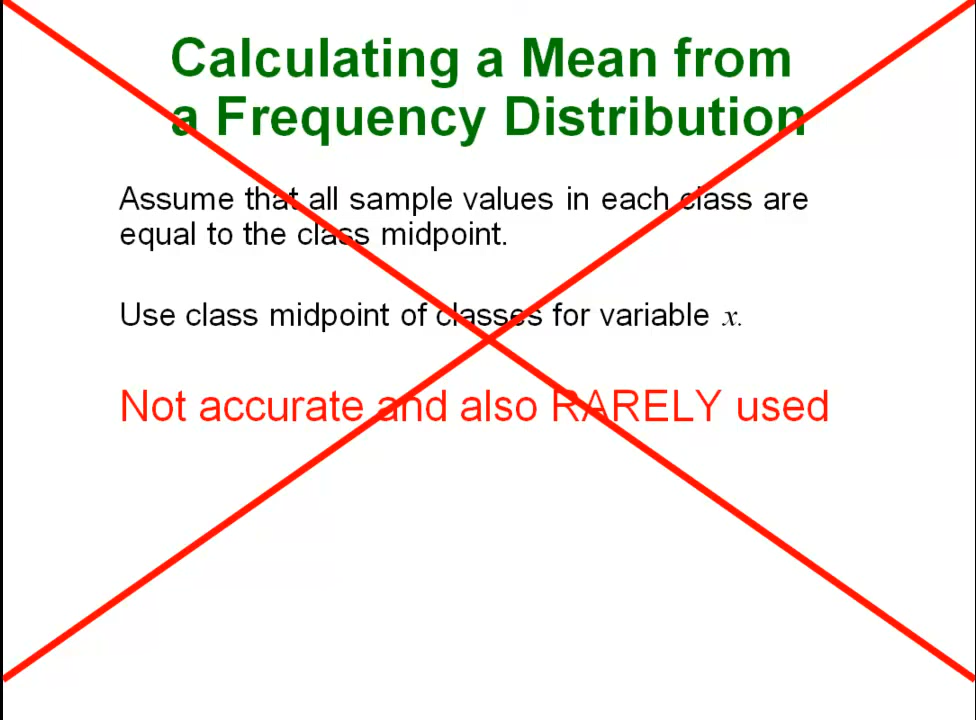 Calculating a Mean from
a Frequency Distribution
Assume that all sample values in each class are
equal to the class midpoint.
Use class midpoint of classes for variable x.
Not accurate and also RARELY used